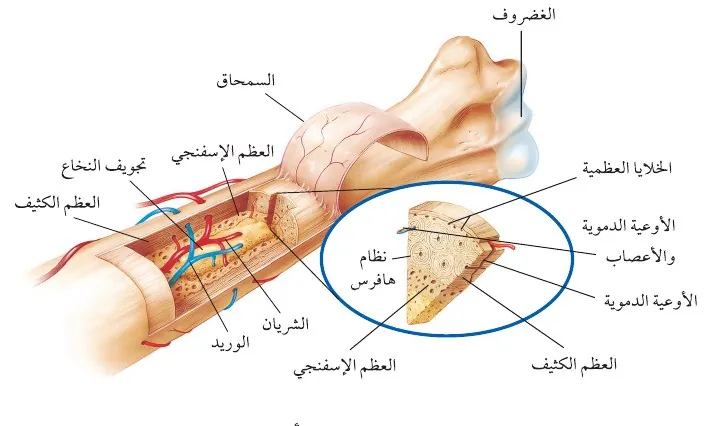 الغضروف
السمحاق
العظم الإسفنجي
تجويف النخاع
العظم الكثيف
الخلايا العظمية
الأوعية الدموية
والأعصاب
نظام
هافرس
الأوعية الدموية
الشريان
الوريد
العظم الكثيف
العظم الإسفنجي